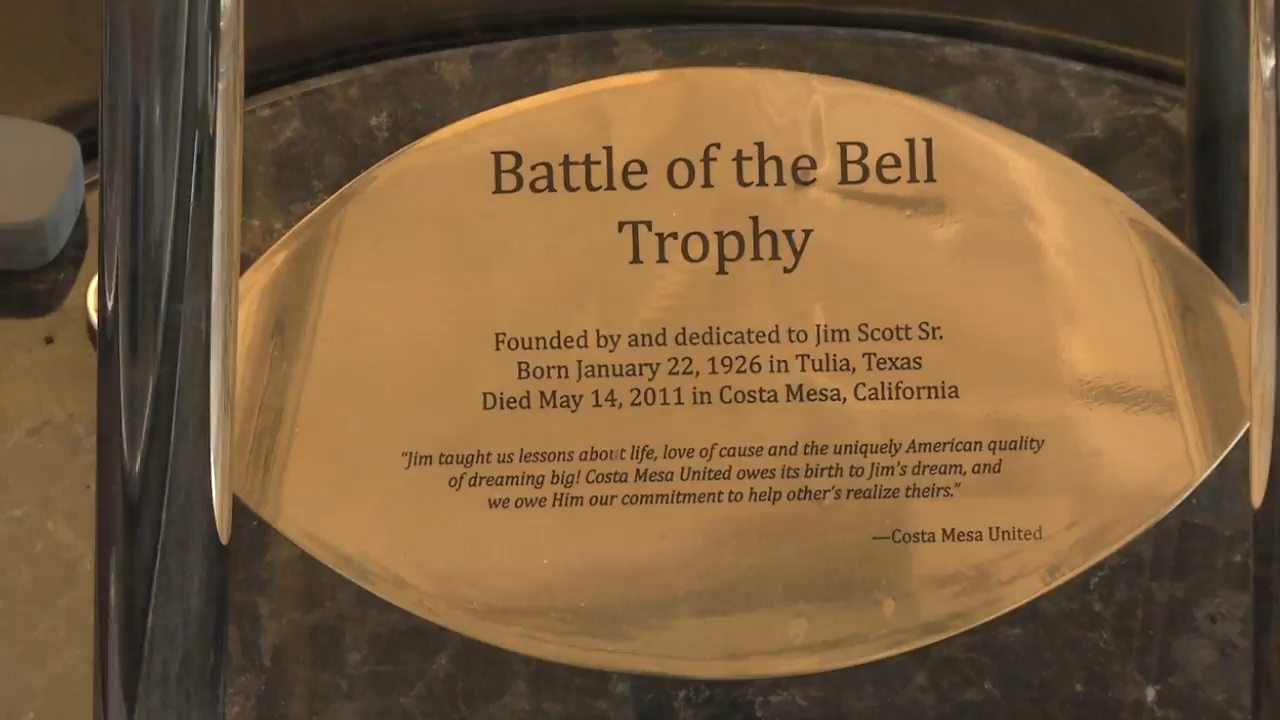 Battle of the Bell
Trophy
Founded by and dedicated to Jim Scott Sr.
Born January 22, 1926 in Tulia, Texas
Died May 14, 2011 in Costa Mesa, California
“Jim taught us lessons about life, love of cause and the uniquely American quality
of dreaming big! Costa Mesa United owes its birth to Jim’s dream, and
we owe Him our commitment to help other’s realize theirs.”
—Costa Mesa United